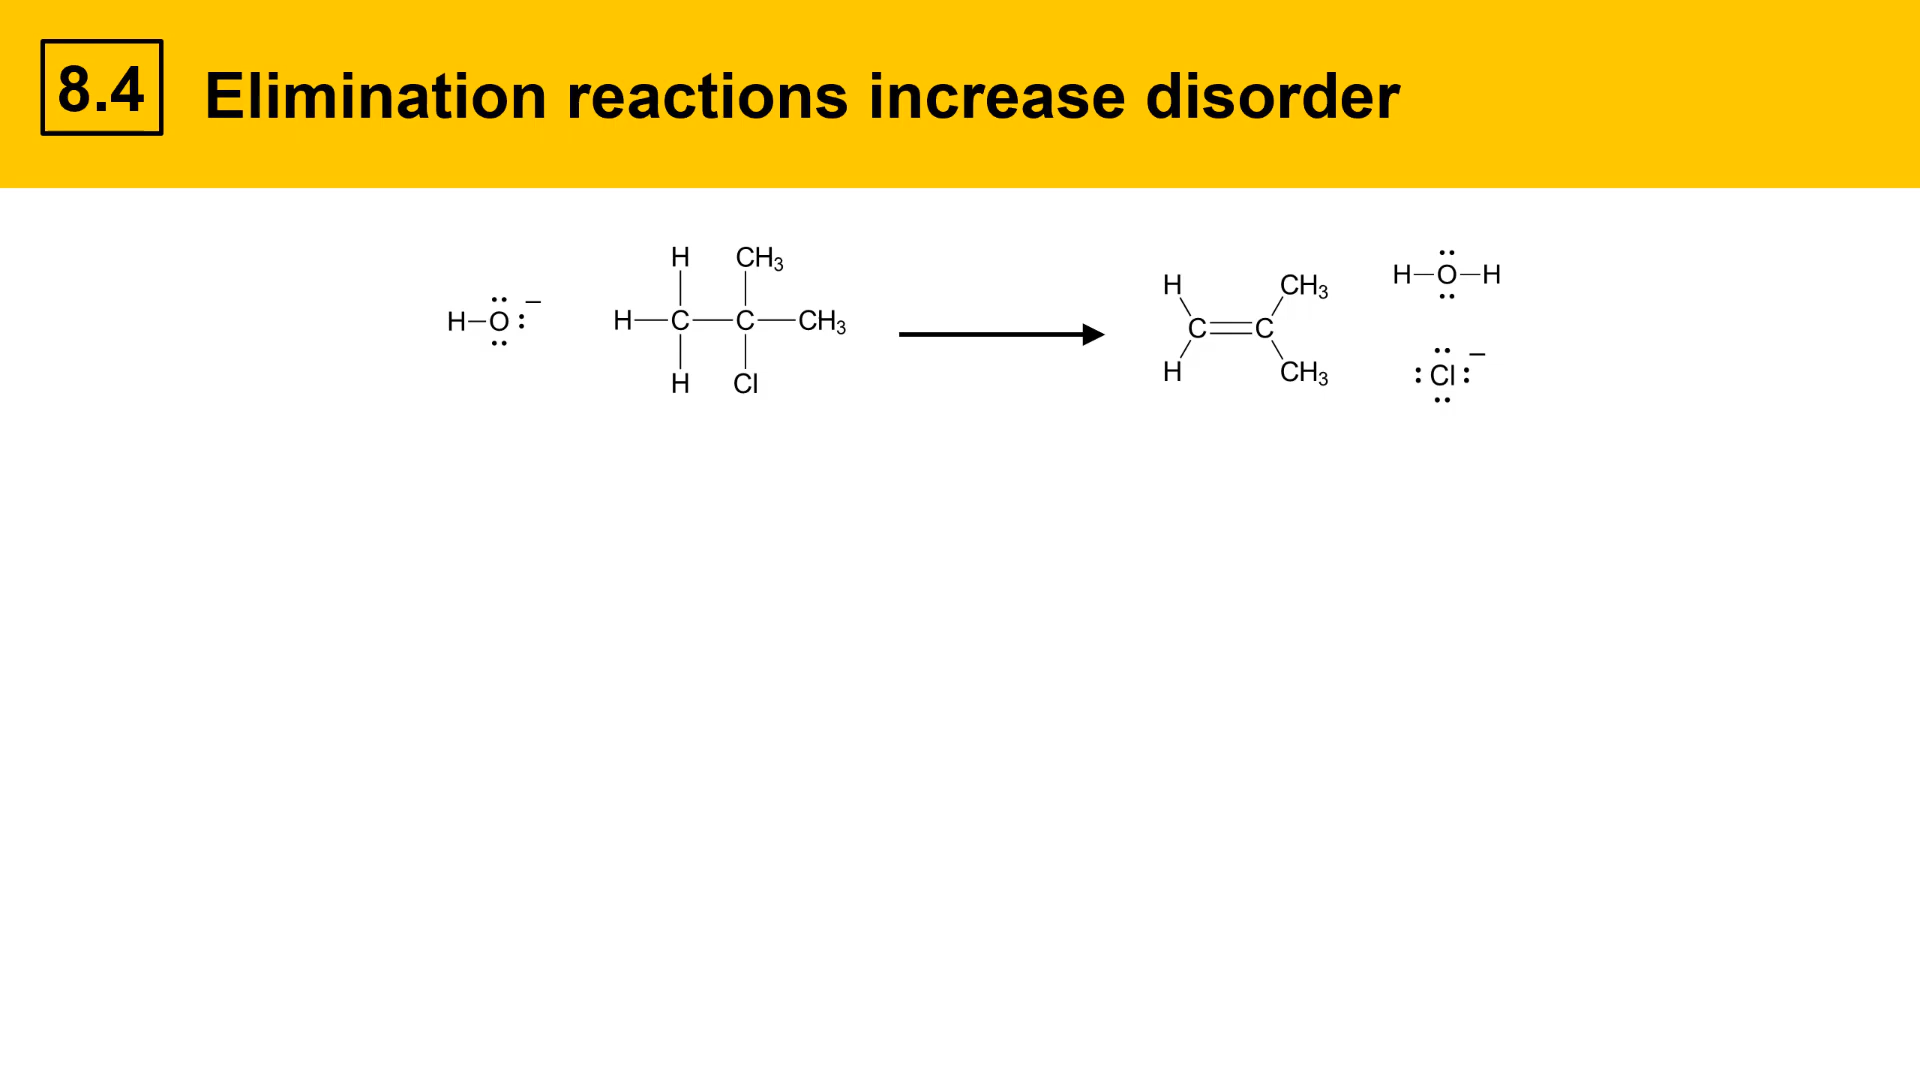 8.4 Elimination reactions increase disorder
H CH₃
H–O:⁻ H–C–C–CH₃
H Cl
H CH₃
C=C
H CH₃
H–O–H
:Cl:⁻